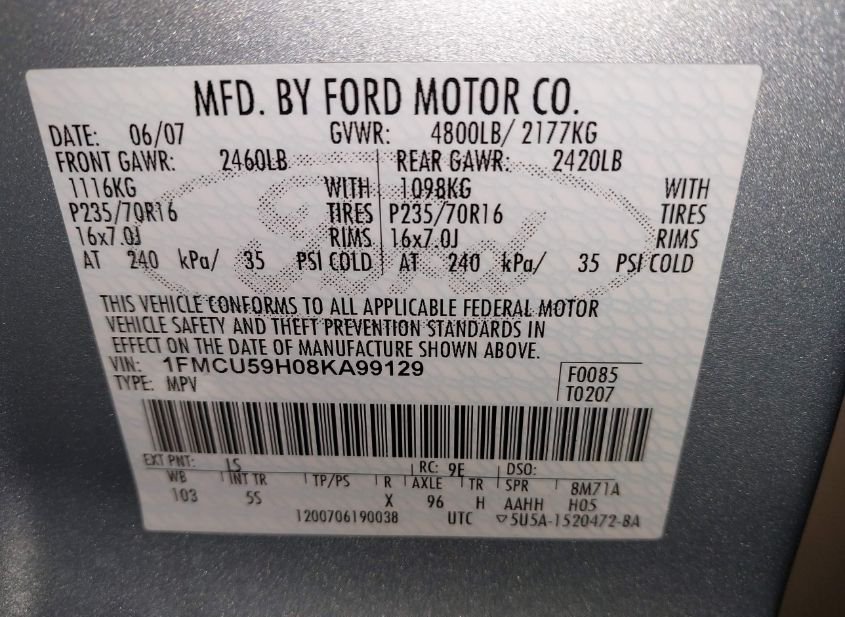 MFD. BY FORD MOTOR CO.
DATE: 06/07 GVWR: 4800LB/ 2177KG
FRONT GAWR: 2460LB REAR GAWR: 2420LB
1116KG WITH 1098KG WITH
P235/70R16 TIRES P235/70R16 TIRES
16x7.0J RIMS 16x7.0J RIMS
AT 240 kPa/ 35 PSI COLD AT 240 kPa/ 35 PSI COLD
Ford
THIS VEHICLE CONFORMS TO ALL APPLICABLE FEDERAL MOTOR
VEHICLE SAFETY AND THEFT PREVENTION STANDARDS IN
EFFECT ON THE DATE OF MANUFACTURE SHOWN ABOVE.
VIN: 1FMCU59H08KA99129 F0085
TYPE: MPV T0207
EXT PNT: JS RC: 9E DSO:
WB INT TR TP/PS R AXLE TR SPR 8M71A
103 5S X 96 H AAHH H05
1200706190038 UTC ▽5U5A-1520472-BA